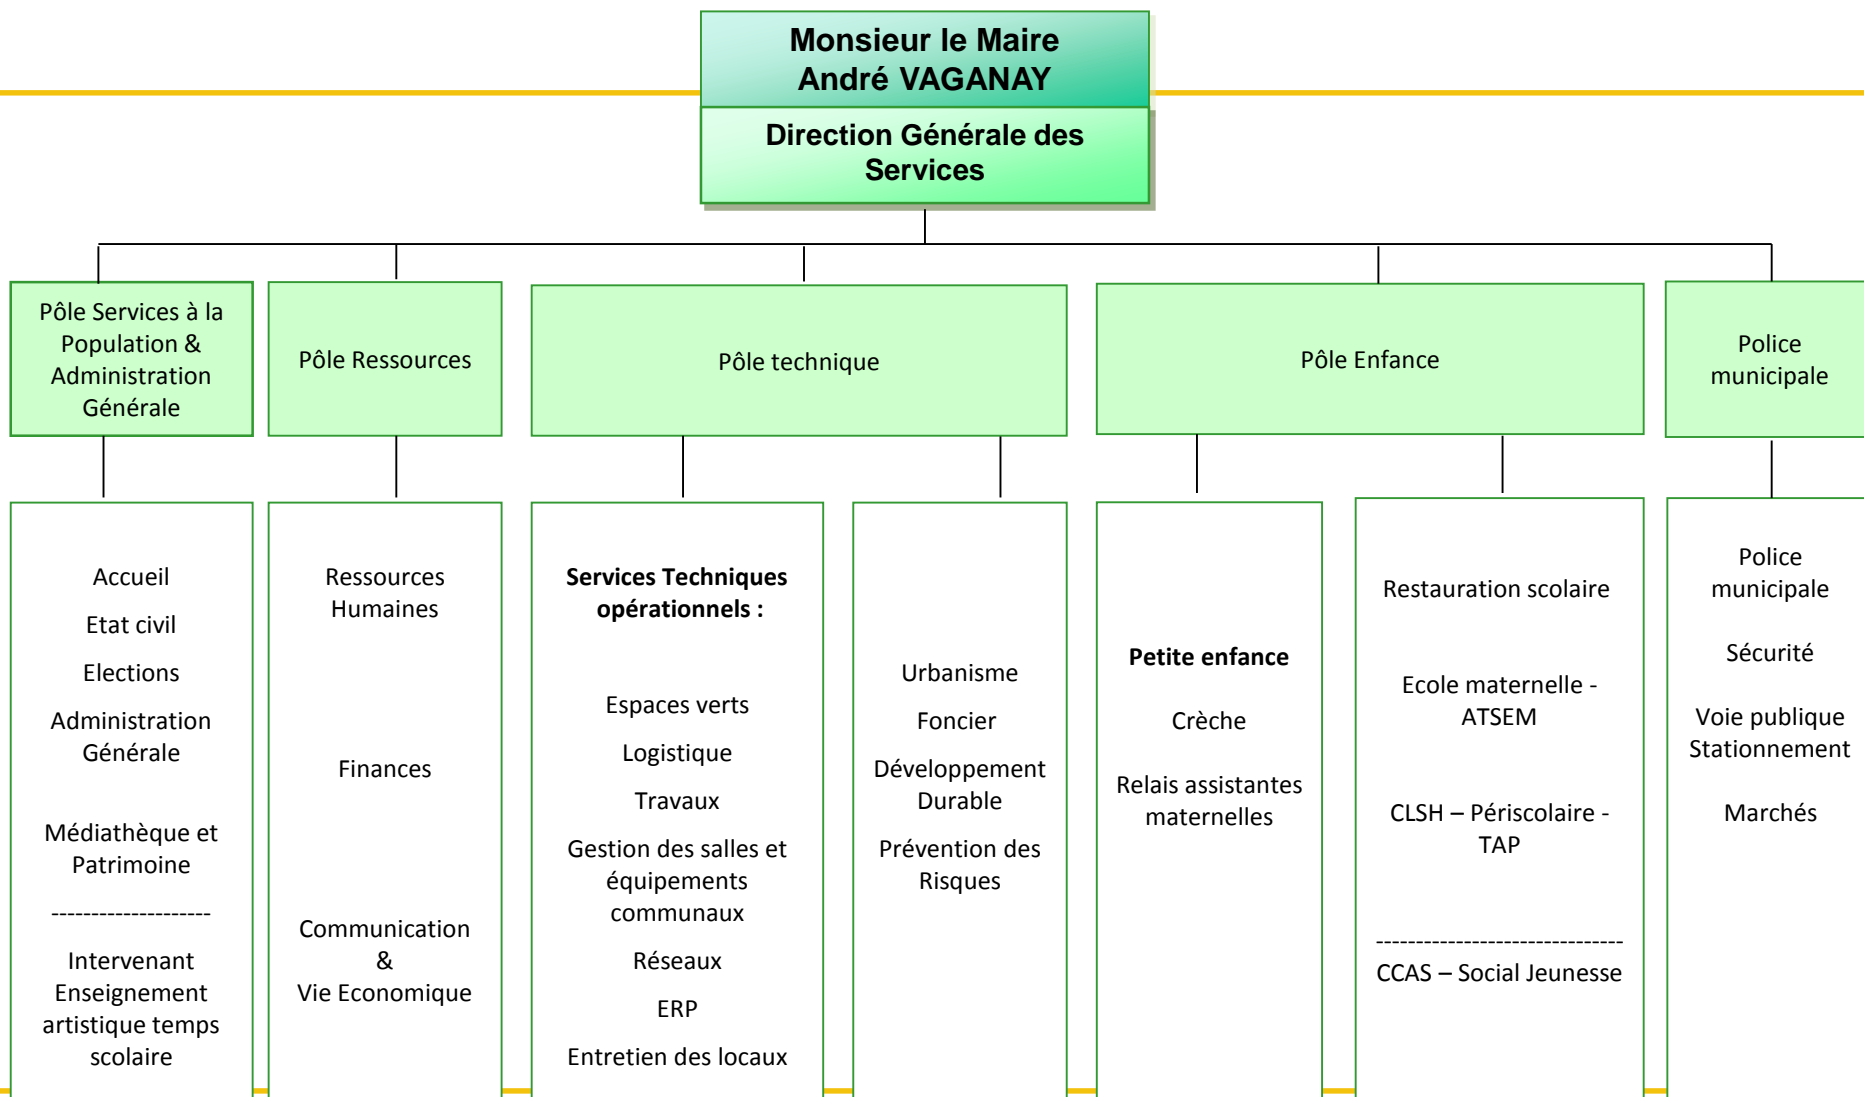 Monsieur le Maire
André VAGANAY
Direction Générale des
Services
Pôle Services à la
Population &
Administration
Générale
Pôle Ressources
Pôle technique
Pôle Enfance
Police
municipale
Accueil
Etat civil
Elections
Administration
Générale
Médiathèque et
Patrimoine
--------------------
Intervenant
Enseignement
artistique temps
scolaire
Ressources
Humaines
Finances
Communication
&
Vie Economique
Services Techniques
opérationnels :
Espaces verts
Logistique
Travaux
Gestion des salles et
équipements
communaux
Réseaux
ERP
Entretien des locaux
Urbanisme
Foncier
Développement
Durable
Prévention des
Risques
Petite enfance
Crèche
Relais assistantes
maternelles
Restauration scolaire
Ecole maternelle -
ATSEM
CLSH – Périscolaire -
TAP
-------------------------------
CCAS – Social Jeunesse
Police
municipale
Sécurité
Voie publique
Stationnement
Marchés